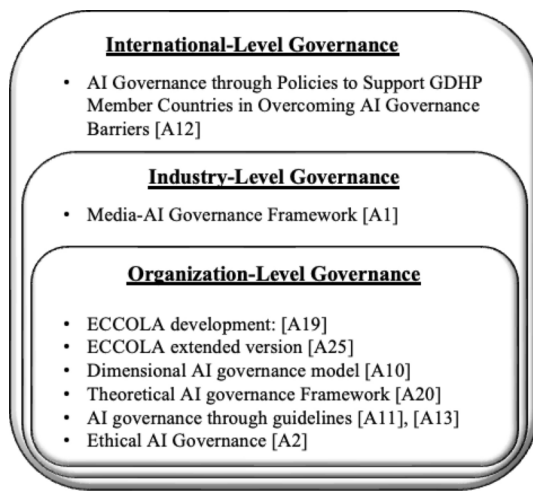 International-Level Governance
• AI Governance through Policies to Support GDHP
Member Countries in Overcoming AI Governance
Barriers [A12]
Industry-Level Governance
• Media-AI Governance Framework [A1]
Organization-Level Governance
• ECCOLA development: [A19]
• ECCOLA extended version [A25]
• Dimensional AI governance model [A10]
• Theoretical AI governance Framework [A20]
• AI governance through guidelines [A11], [A13]
• Ethical AI Governance [A2]